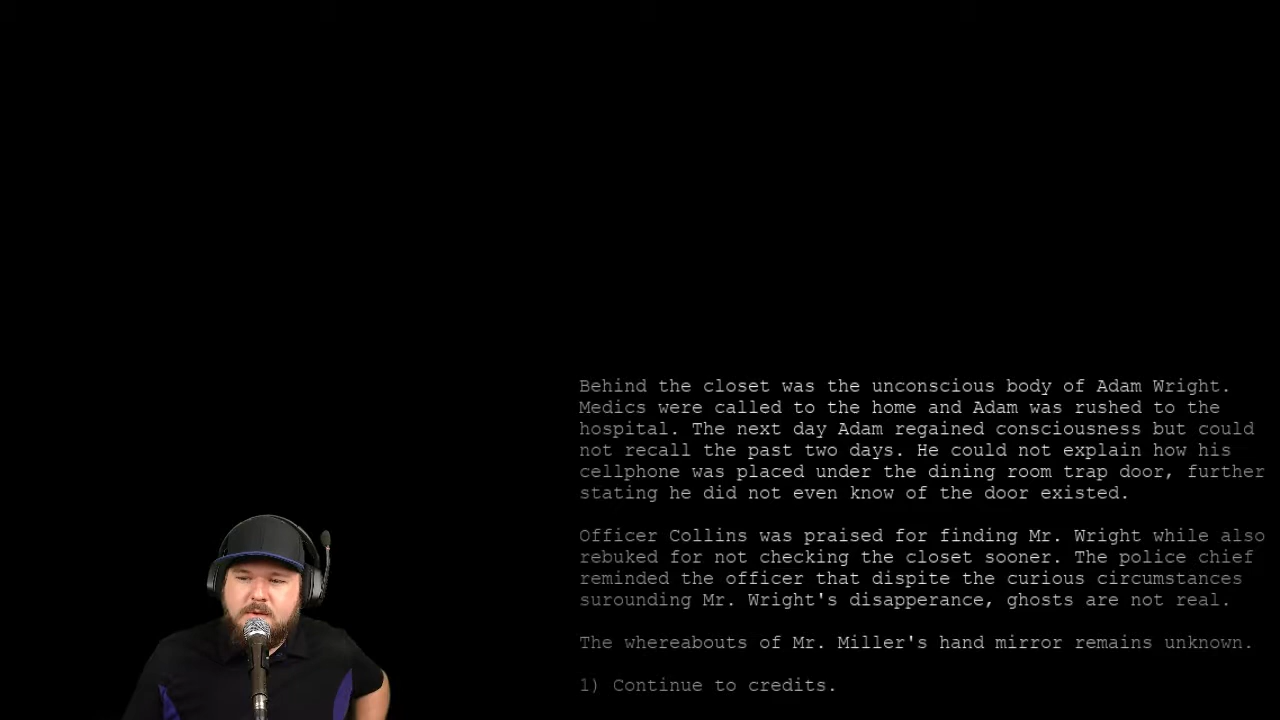 Behind the closet was the unconscious body of Adam Wright.
Medics were called to the home and Adam was rushed to the
hospital. The next day Adam regained consciousness but could
not recall the past two days. He could not explain how his
cellphone was placed under the dining room trap door, further
stating he did not even know of the door existed.
Officer Collins was praised for finding Mr. Wright while also
rebuked for not checking the closet sooner. The police chief
reminded the officer that dispite the curious circumstances
surounding Mr. Wright's disapperance, ghosts are not real.
The whereabouts of Mr. Miller's hand mirror remains unknown.
1) Continue to credits.